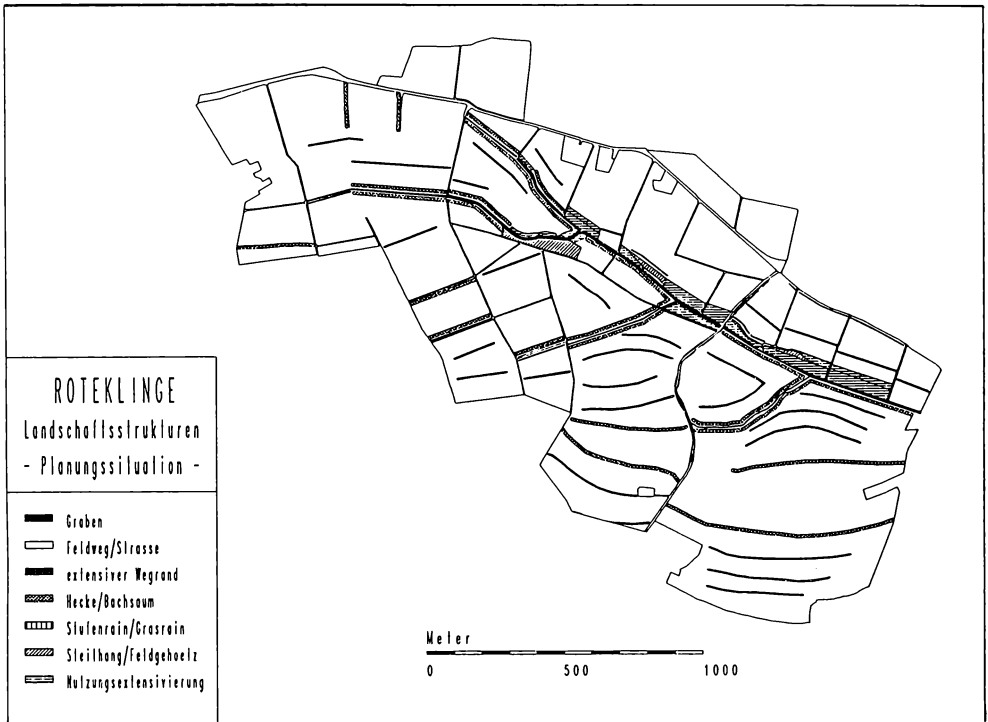 ROTEKLINGE
Landschaftsstrukturen
- Planungssituation -
Graben
Feldweg/Strasse
extensiver Wegrand
Hecke/Bachsaum
Stufenrain/Grasrain
Steilhang/Feldgehoelz
Nutzungsextensivierung
Meter
0 500 1000